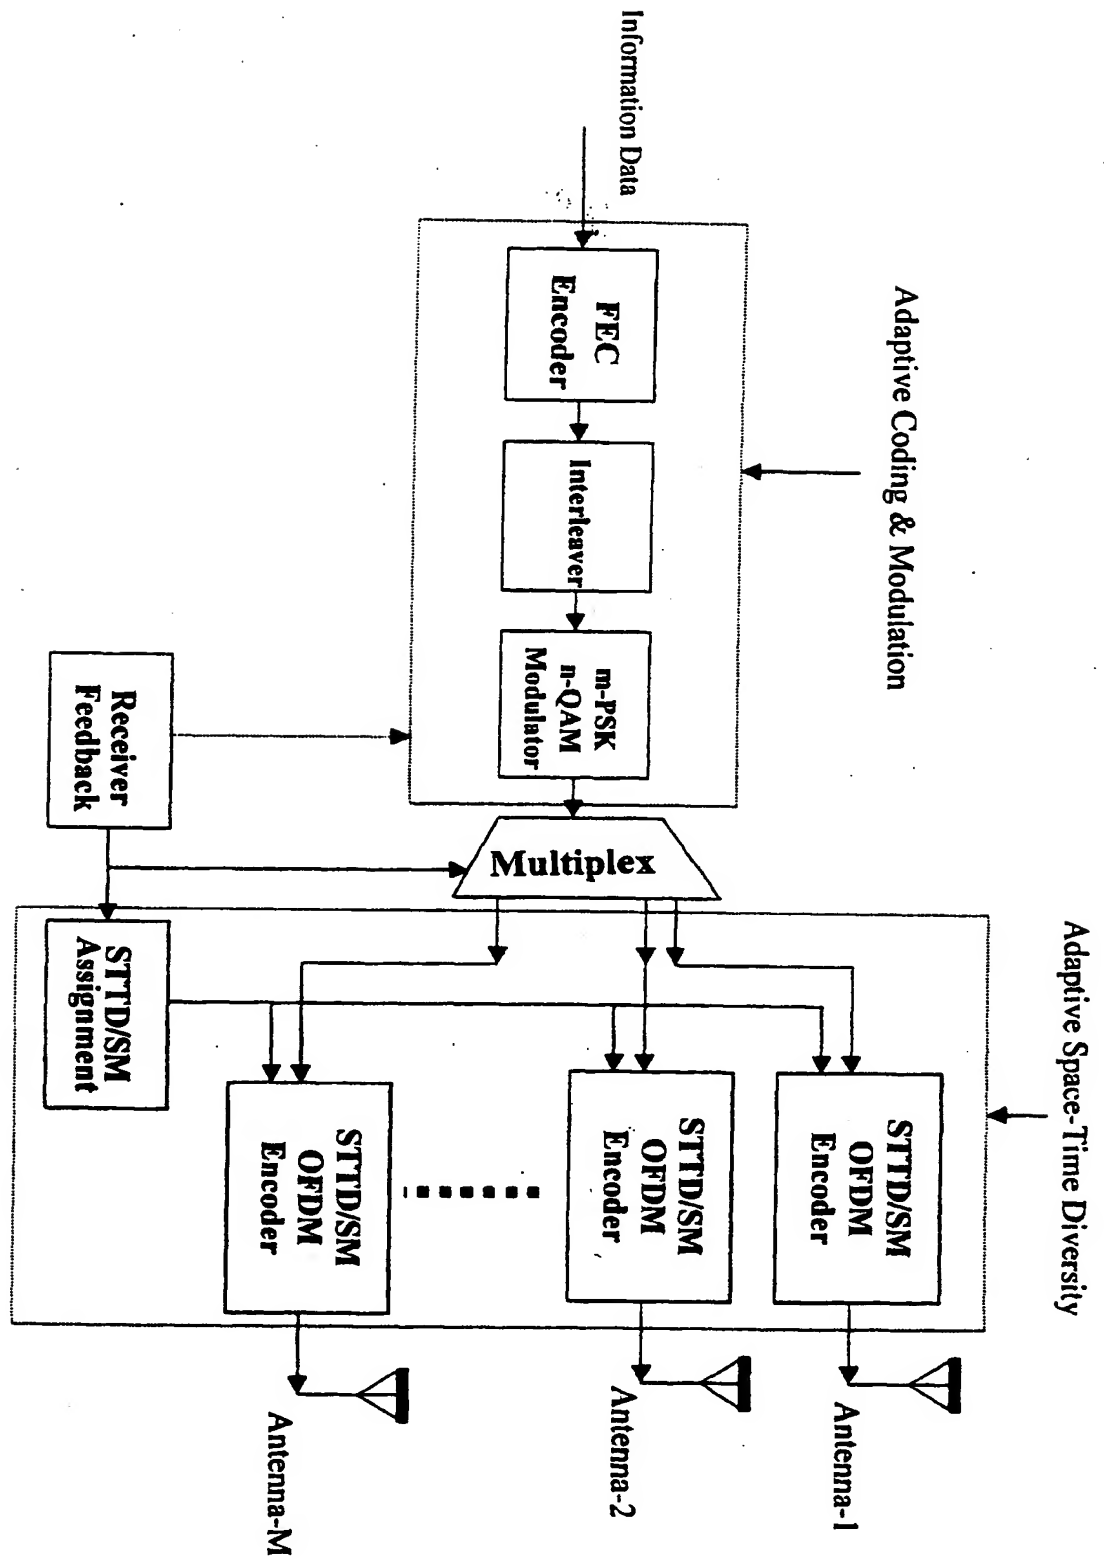 Adaptive Space-Time Diversity
Adaptive Coding & Modulation
Information Data
FEC
Encoder
Interleaver
m-PSK
n-QAM
Modulator
Multiplex
STTD/SM
OFDM
Encoder
Antenna-1
STTD/SM
OFDM
Encoder
Antenna-2
STTD/SM
OFDM
Encoder
Antenna-M
Receiver
Feedback
STTD/SM
Assignment